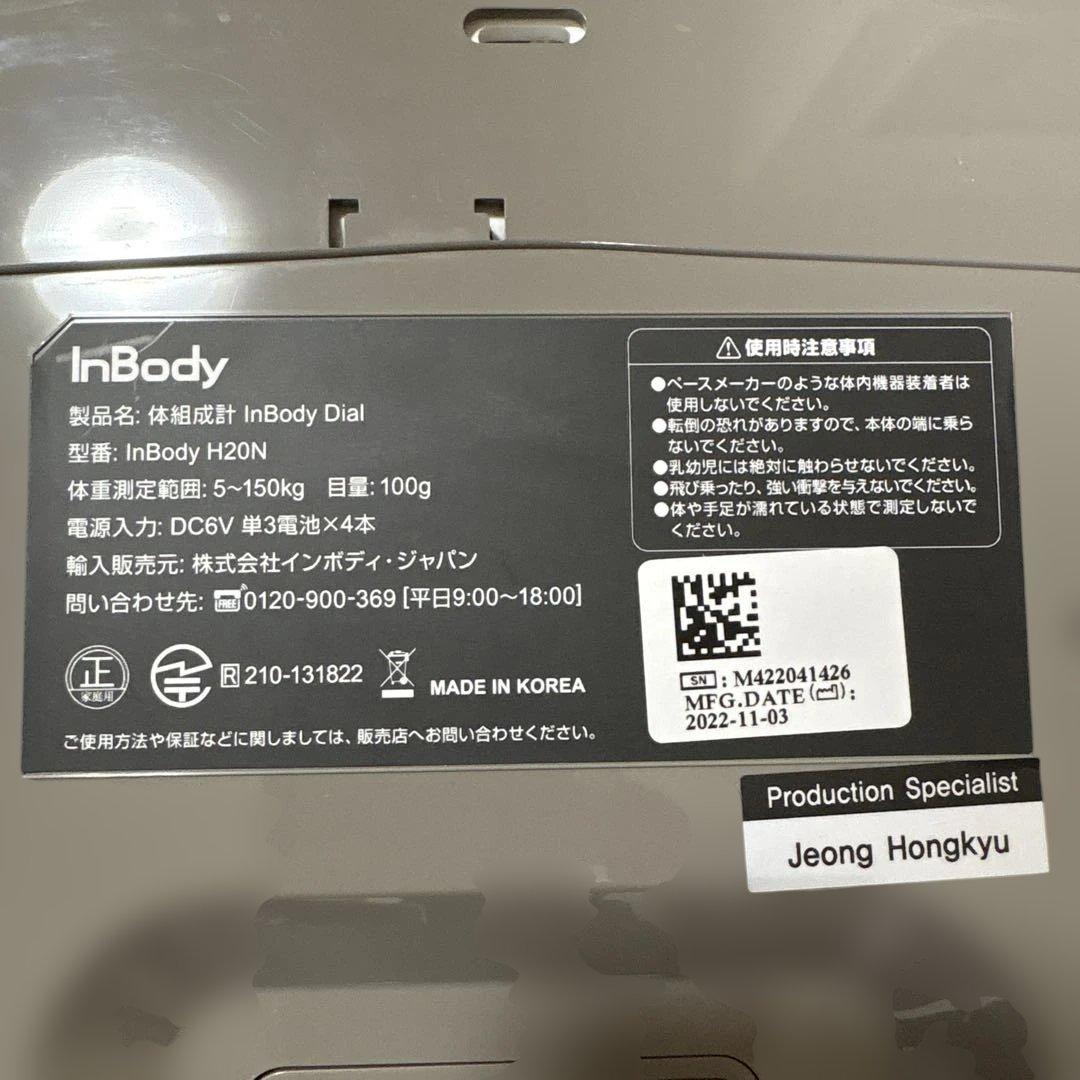 InBody
製品名: 体組成計 InBody Dial
型番: InBody H20N
体重測定範囲: 5~150kg 目量: 100g
電源入力: DC6V 単3電池×4本
輸入販売元: 株式会社インボディ・ジャパン
問い合わせ先: FREE 0120-900-369 [平日9:00～18:00]
正
家庭用
R 210-131822
MADE IN KOREA
ご使用方法や保証などに関しましては、販売店へお問い合わせください。
使用時注意事項
●ペースメーカーのような体内機器装着者は
使用しないでください。
●転倒の恐れがありますので、本体の端に乗ら
ないでください。
●乳幼児には絶対に触わらせないでください。
●飛び乗ったり、強い衝撃を与えないでください。
●体や手足が濡れている状態で測定しないで
ください。
SN : M422041426
MFG.DATE( ):
2022-11-03
Production Specialist
Jeong Hongkyu